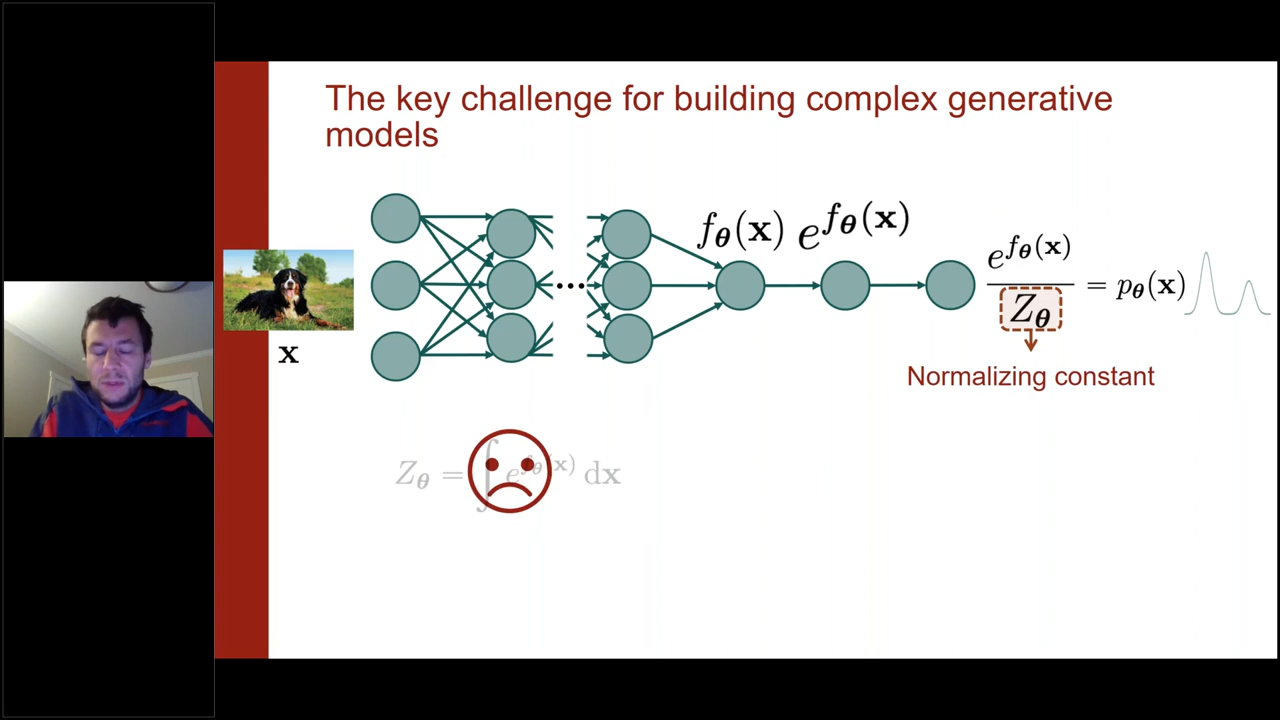 The key challenge for building complex generative
models
f_θ(x) e^{f_θ(x)}
e^{f_θ(x)} / Z_θ = p_θ(x)
x
...
Normalizing constant
Z_θ = ∫ e^{f_θ(x)} dx